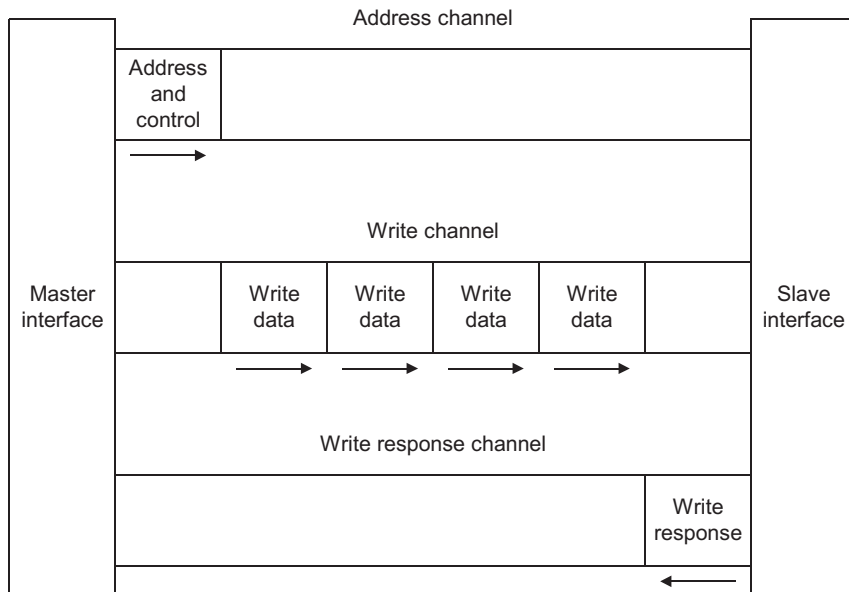 Address channel
Address
and
control
Write channel
Master
interface
Write
data
Write
data
Write
data
Write
data
Slave
interface
Write response channel
Write
response